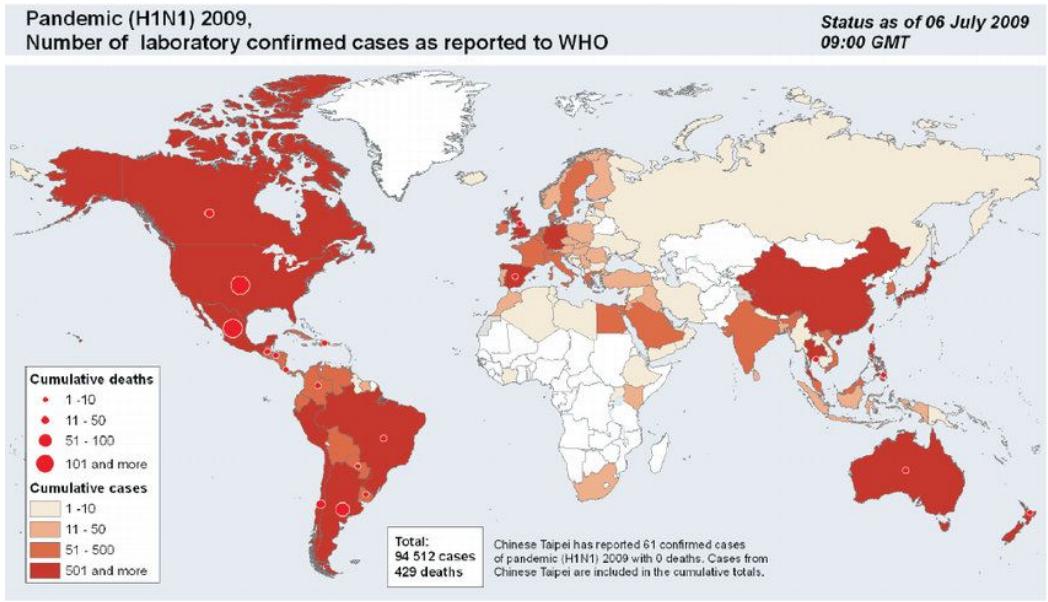 Pandemic (H1N1) 2009,
Number of laboratory confirmed cases as reported to WHO
Status as of 06 July 2009
09:00 GMT
Cumulative deaths
1 -10
11 - 50
51 - 100
101 and more
Cumulative cases
1 -10
11 - 50
51 - 500
501 and more
Total:
94 512 cases
429 deaths
Chinese Taipei has reported 61 confirmed cases
of pandemic (H1N1) 2009 with 0 deaths. Cases from
Chinese Taipei are included in the cumulative totals.